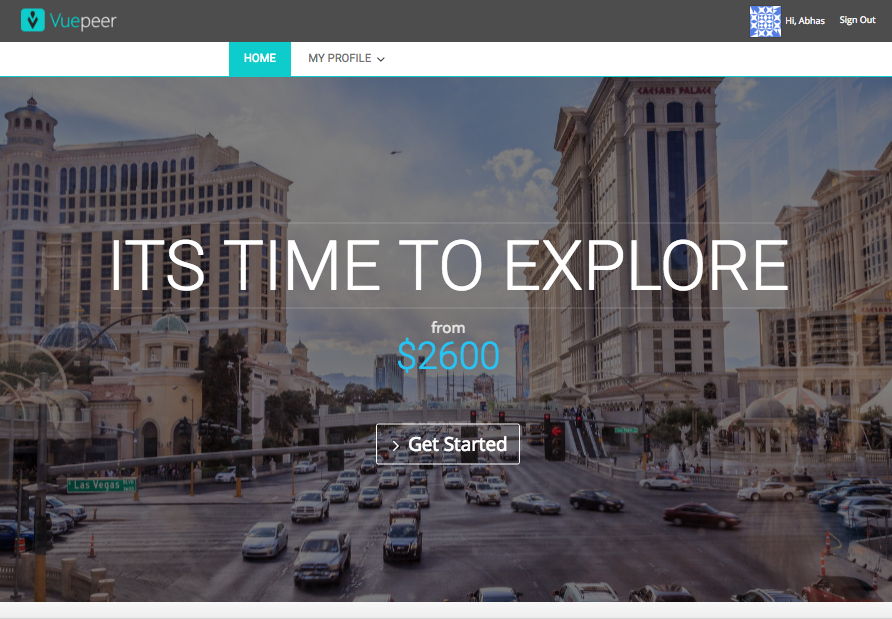 Vuepeer
Hi, Abhas
Sign Out
HOME
MY PROFILE
CAESARS PALACE
ITS TIME TO EXPLORE
from
$2600
> Get Started
Las Vegas BLVD